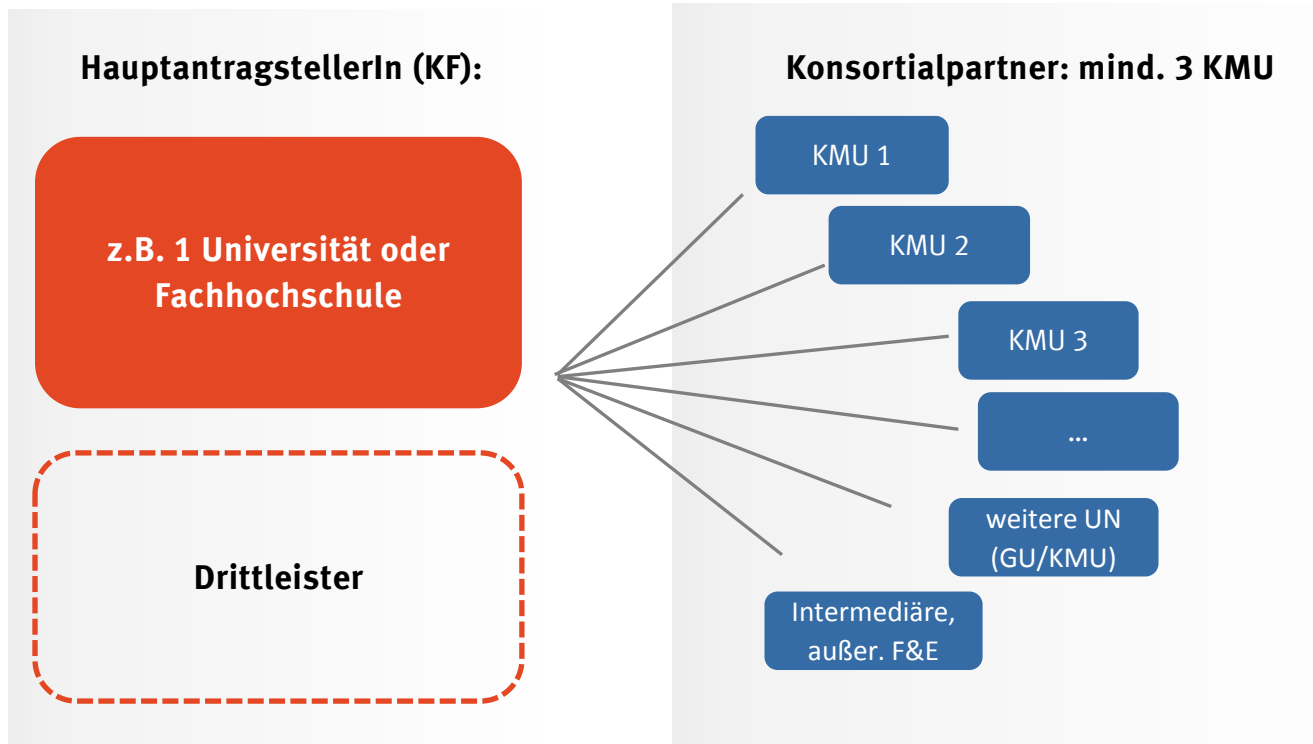 HauptantragstellerIn (KF):
z.B. 1 Universität oder
Fachhochschule
Drittleister
Konsortialpartner: mind. 3 KMU
KMU 1
KMU 2
KMU 3
...
weitere UN
(GU/KMU)
Intermediäre,
außer. F&E